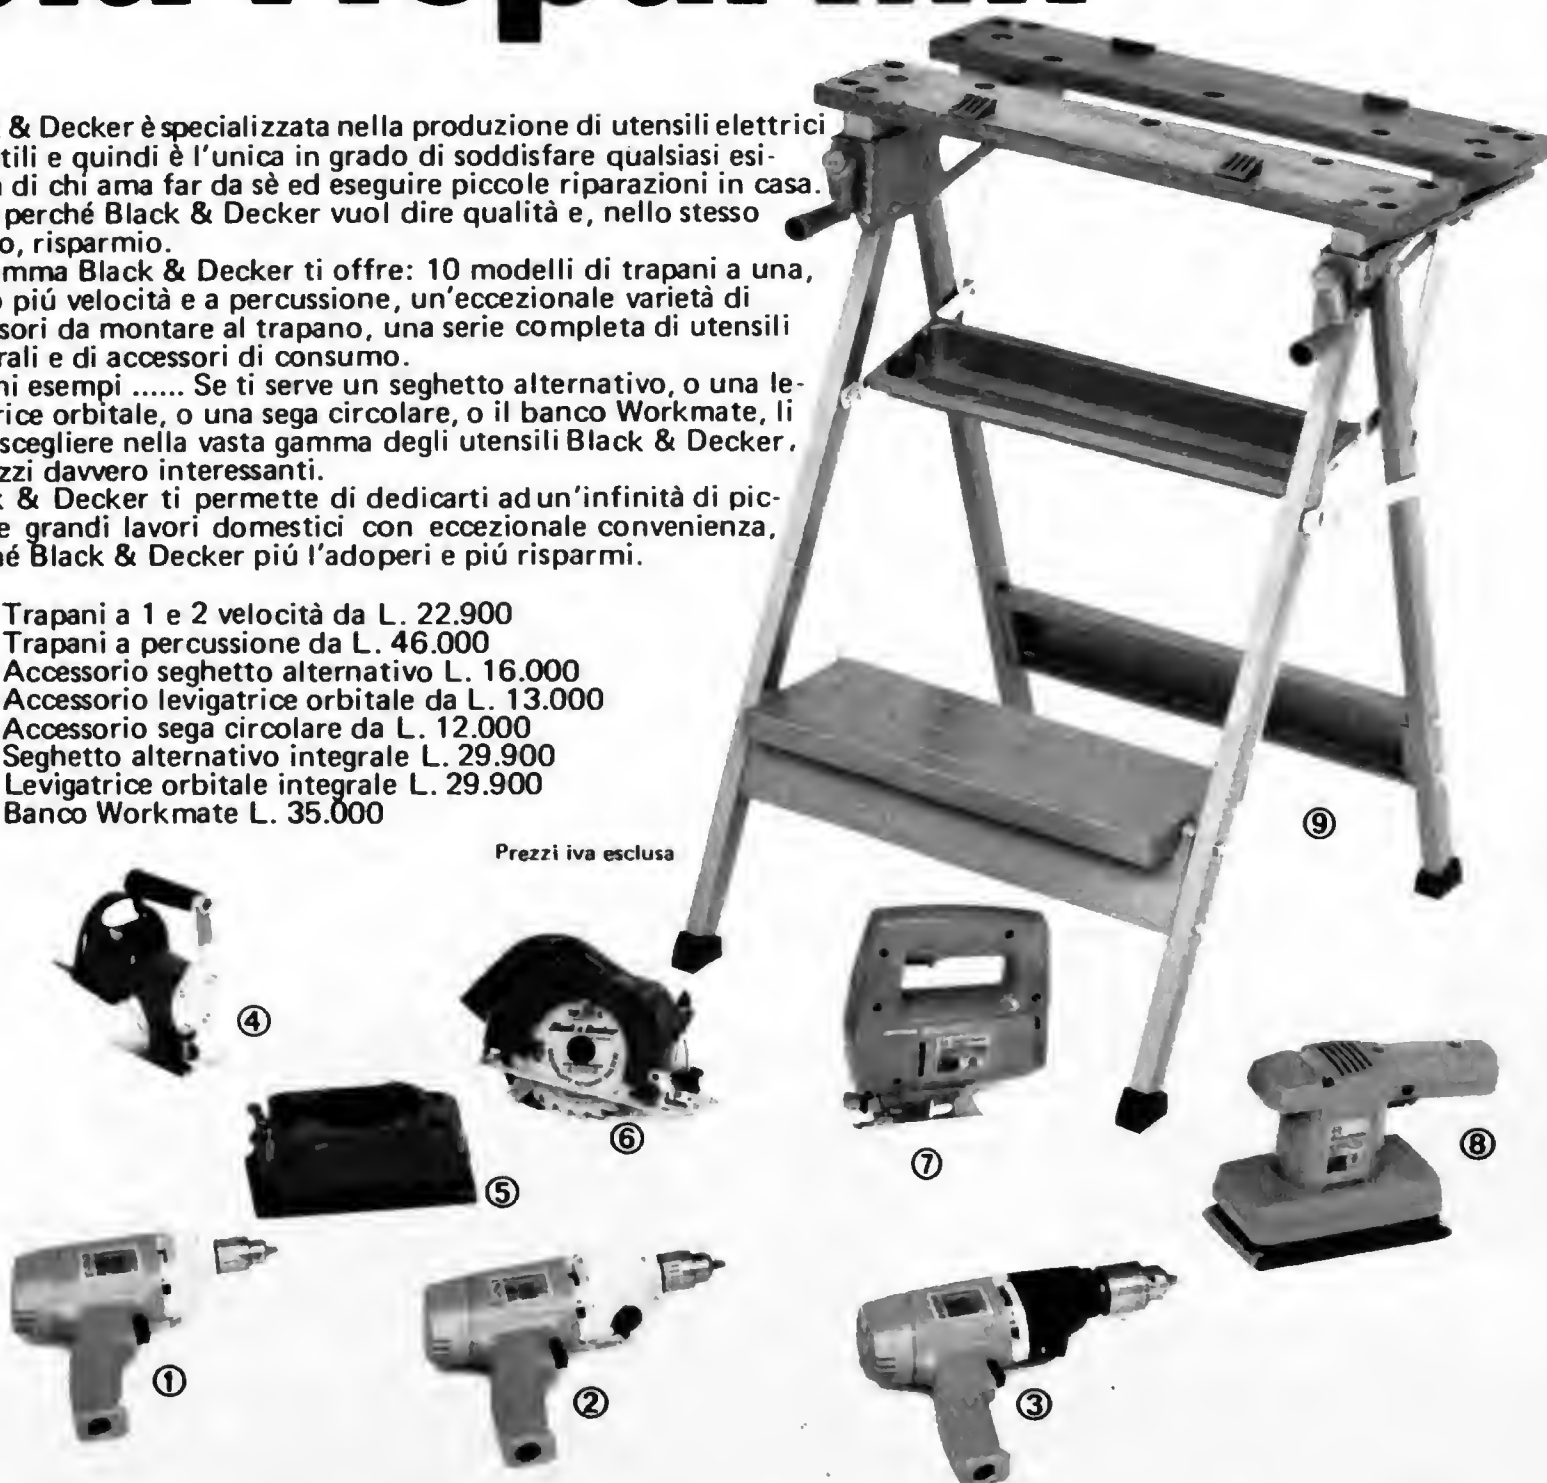 & Decker è specializzata nella produzione di utensili elettrici
tili e quindi è l'unica in grado di soddisfare qualsiasi esi-
di chi ama far da sè ed eseguire piccole riparazioni in casa.
perché Black & Decker vuol dire qualità e, nello stesso
o, risparmio.
mma Black & Decker ti offre: 10 modelli di trapani a una,
o piú velocità e a percussione, un'eccezionale varietà di
sori da montare al trapano, una serie completa di utensili
rali e di accessori di consumo.
ni esempi ...... Se ti serve un seghetto alternativo, o una le-
rice orbitale, o una sega circolare, o il banco Workmate, li
scegliere nella vasta gamma degli utensili Black & Decker,
zzi davvero interessanti.
k & Decker ti permette di dedicarti ad un'infinità di pic-
e grandi lavori domestici con eccezionale convenienza,
né Black & Decker piú l'adoperi e piú risparmi.
Trapani a 1 e 2 velocità da L. 22.900
Trapani a percussione da L. 46.000
Accessorio seghetto alternativo L. 16.000
Accessorio levigatrice orbitale da L. 13.000
Accessorio sega circolare da L. 12.000
Seghetto alternativo integrale L. 29.900
Levigatrice orbitale integrale L. 29.900
Banco Workmate L. 35.000
Prezzi iva esclusa
⑨
④
Black & Decker
⑥
⑦
⑧
⑤
①
②
③